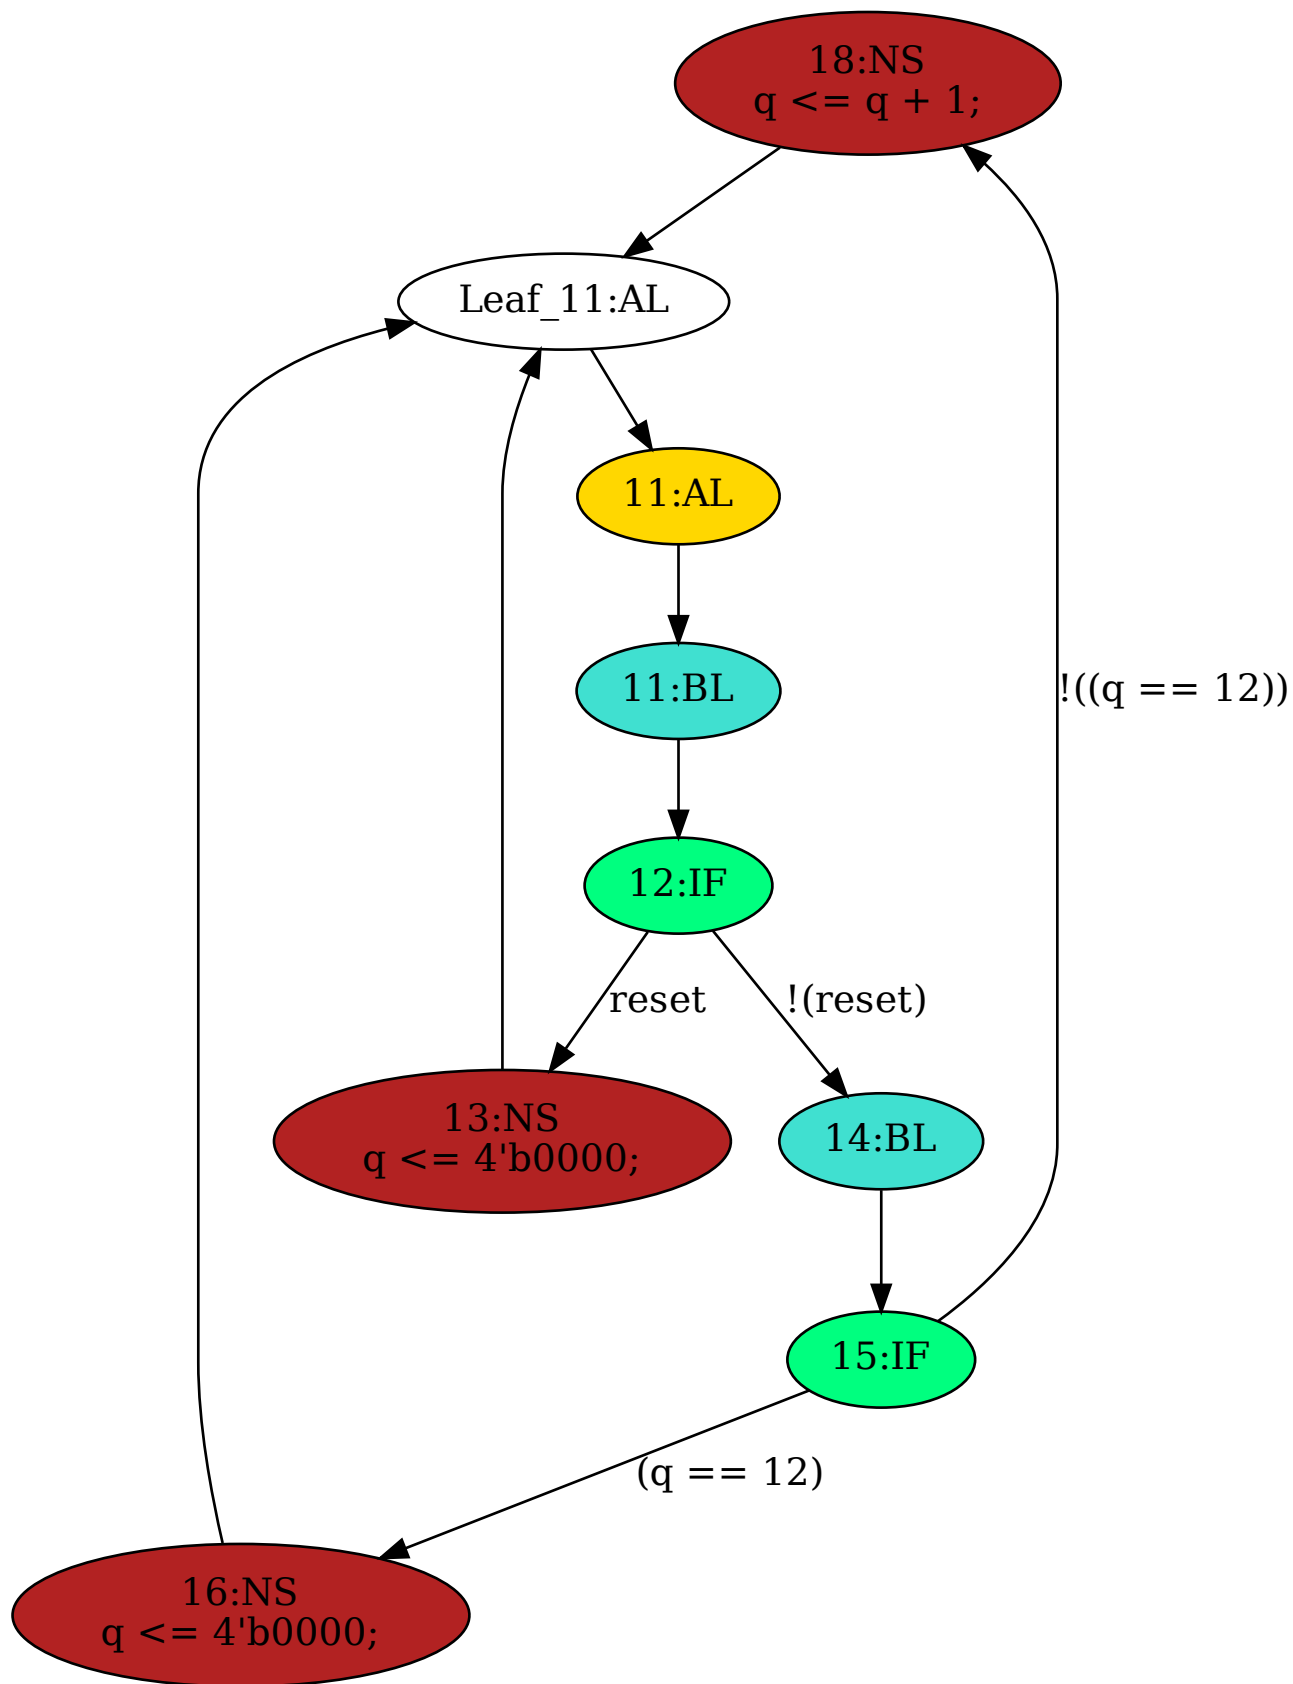 18:NS
q <= q + 1;
Leaf_11:AL
11:AL
11:BL
!((q == 12))
12:IF
reset
!(reset)
13:NS
q <= 4'b0000;
14:BL
15:IF
(q == 12)
16:NS
q <= 4'b0000;